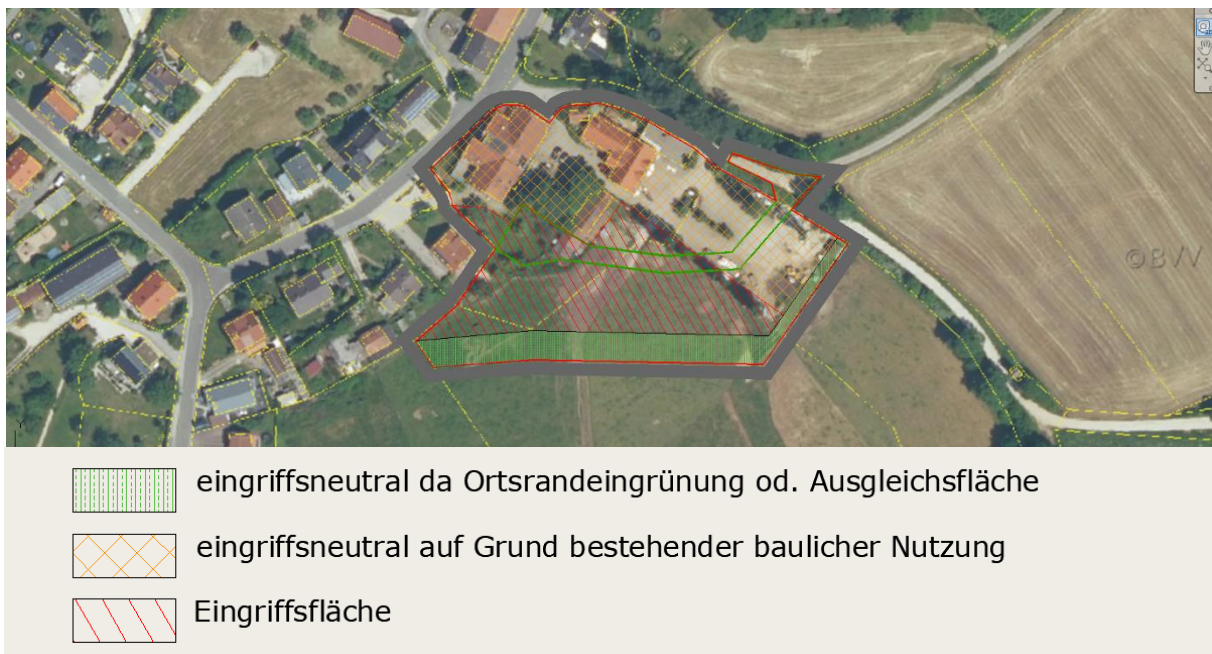 ©BVV
eingriffsneutral da Ortsrandeingrünung od. Ausgleichsfläche
eingriffsneutral auf Grund bestehender baulicher Nutzung
Eingriffsfläche